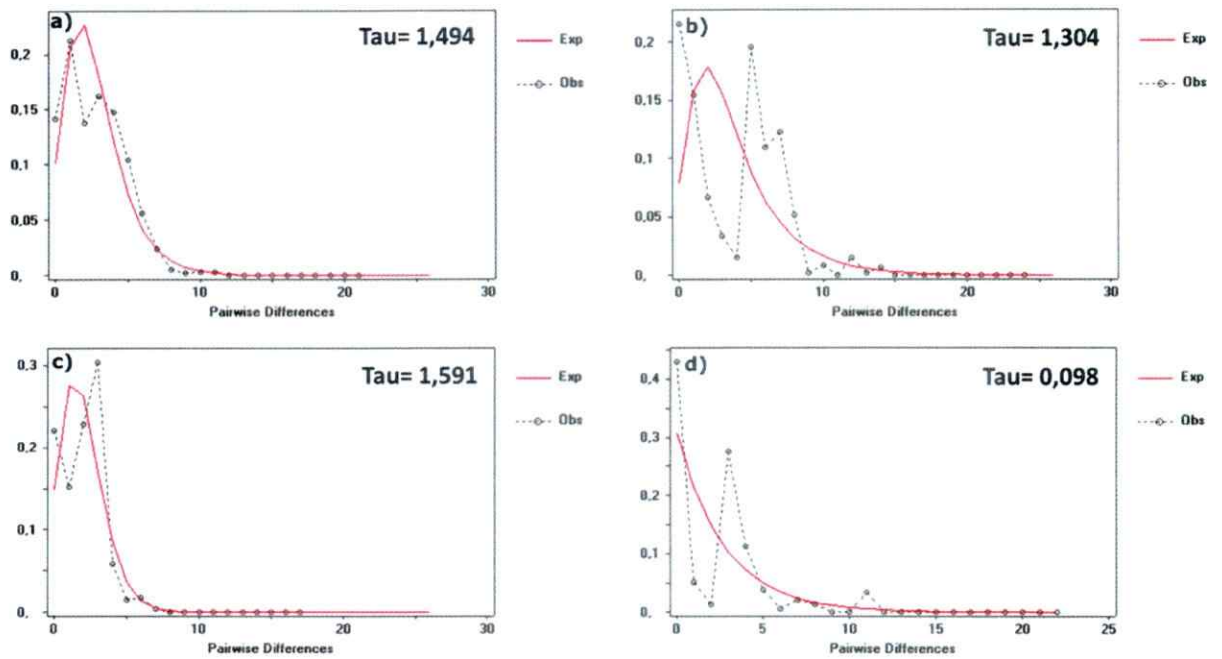 a)
Tau= 1,494
Exp
Obs
0,2
0,15
0,1
0,05
0,
0
10
20
30
Pairwise Differences
b)
Tau= 1,304
Exp
Obs
0,2
0,15
0,1
0,05
0,
0
10
20
30
Pairwise Differences
c)
Tau= 1,591
Exp
Obs
0,3
0,2
0,1
0,
0
10
20
30
Pairwise Differences
d)
Tau= 0,098
Exp
Obs
0,4
0,3
0,2
0,1
0,
0
5
10
15
20
25
Pairwise Differences